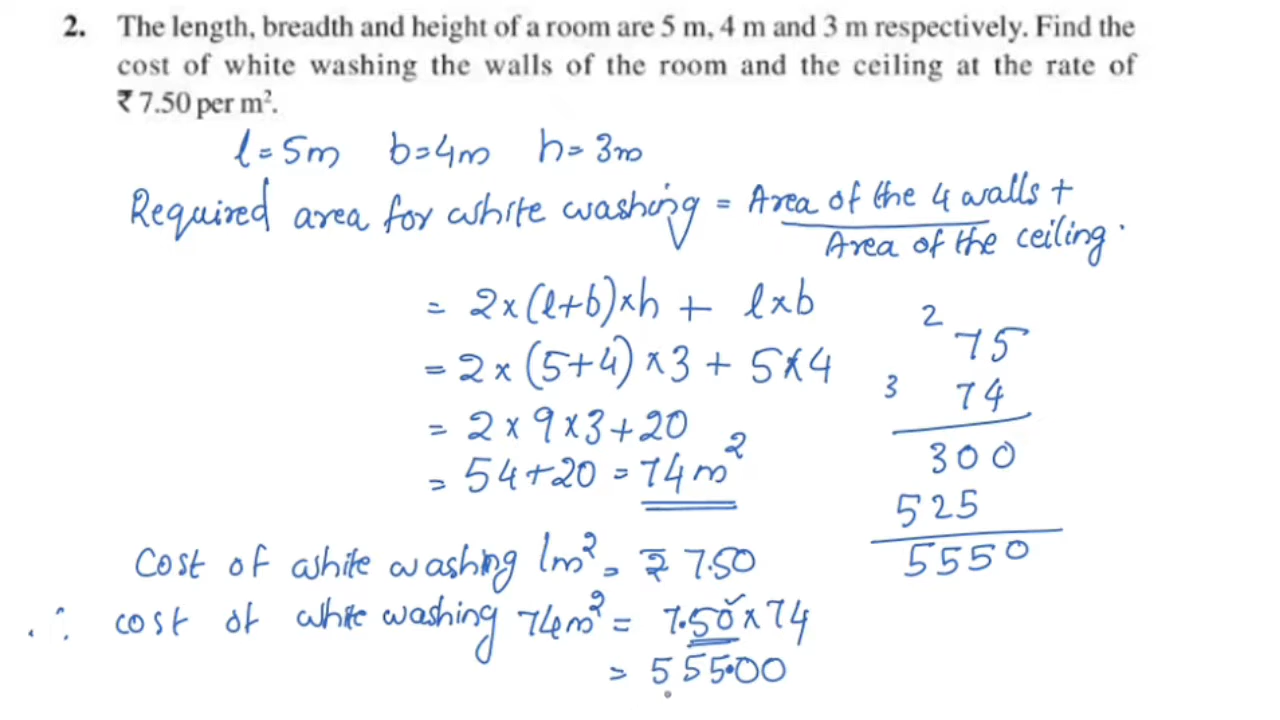 2. The length, breadth and height of a room are 5 m, 4 m and 3 m respectively. Find the
cost of white washing the walls of the room and the ceiling at the rate of
₹ 7.50 per m².
l = 5m b=4m h= 3m
Required area for white washing = Area of the 4 walls +
Area of the ceiling.
= 2×(l+b)×h + l×b
= 2×(5+4)×3 + 5×4
= 2×9×3+20
= 54+20 = 74m²
2
75
3 74
300
525
5550
Cost of white washing 1m² = ₹ 7.50
∴ cost of white washing 74m² = 7.50×74
= 555.00